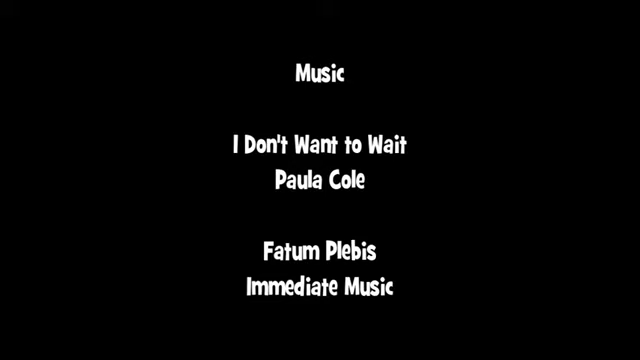 Music
I Don't Want to Wait
Paula Cole
Fatum Plebis
Immediate Music